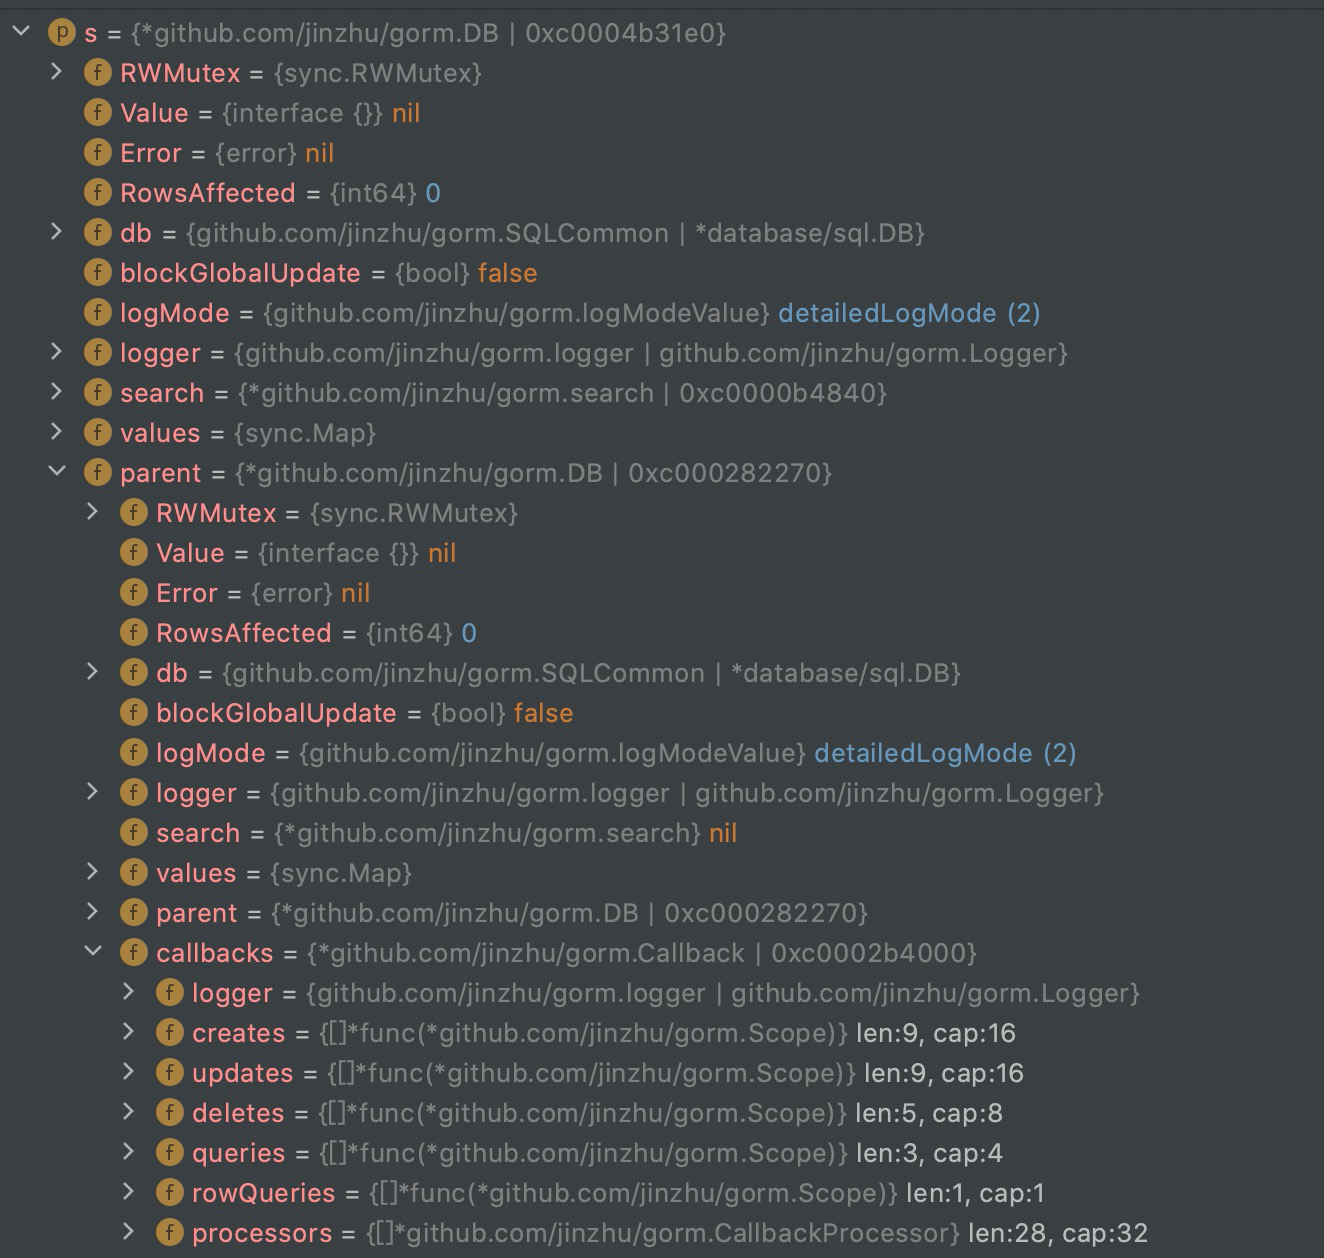 p s = {*github.com/jinzhu/gorm.DB | 0xc0004b31e0}
f RWMutex = {sync.RWMutex}
f Value = {interface {}} nil
f Error = {error} nil
f RowsAffected = {int64} 0
f db = {github.com/jinzhu/gorm.SQLCommon | *database/sql.DB}
f blockGlobalUpdate = {bool} false
f logMode = {github.com/jinzhu/gorm.logModeValue} detailedLogMode (2)
f logger = {github.com/jinzhu/gorm.logger | github.com/jinzhu/gorm.Logger}
f search = {*github.com/jinzhu/gorm.search | 0xc0000b4840}
f values = {sync.Map}
f parent = {*github.com/jinzhu/gorm.DB | 0xc000282270}
f RWMutex = {sync.RWMutex}
f Value = {interface {}} nil
f Error = {error} nil
f RowsAffected = {int64} 0
f db = {github.com/jinzhu/gorm.SQLCommon | *database/sql.DB}
f blockGlobalUpdate = {bool} false
f logMode = {github.com/jinzhu/gorm.logModeValue} detailedLogMode (2)
f logger = {github.com/jinzhu/gorm.logger | github.com/jinzhu/gorm.Logger}
f search = {*github.com/jinzhu/gorm.search} nil
f values = {sync.Map}
f parent = {*github.com/jinzhu/gorm.DB | 0xc000282270}
f callbacks = {*github.com/jinzhu/gorm.Callback | 0xc0002b4000}
f logger = {github.com/jinzhu/gorm.logger | github.com/jinzhu/gorm.Logger}
f creates = {[]*func(*github.com/jinzhu/gorm.Scope)} len:9, cap:16
f updates = {[]*func(*github.com/jinzhu/gorm.Scope)} len:9, cap:16
f deletes = {[]*func(*github.com/jinzhu/gorm.Scope)} len:5, cap:8
f queries = {[]*func(*github.com/jinzhu/gorm.Scope)} len:3, cap:4
f rowQueries = {[]*func(*github.com/jinzhu/gorm.Scope)} len:1, cap:1
f processors = {[]*github.com/jinzhu/gorm.CallbackProcessor} len:28, cap:32